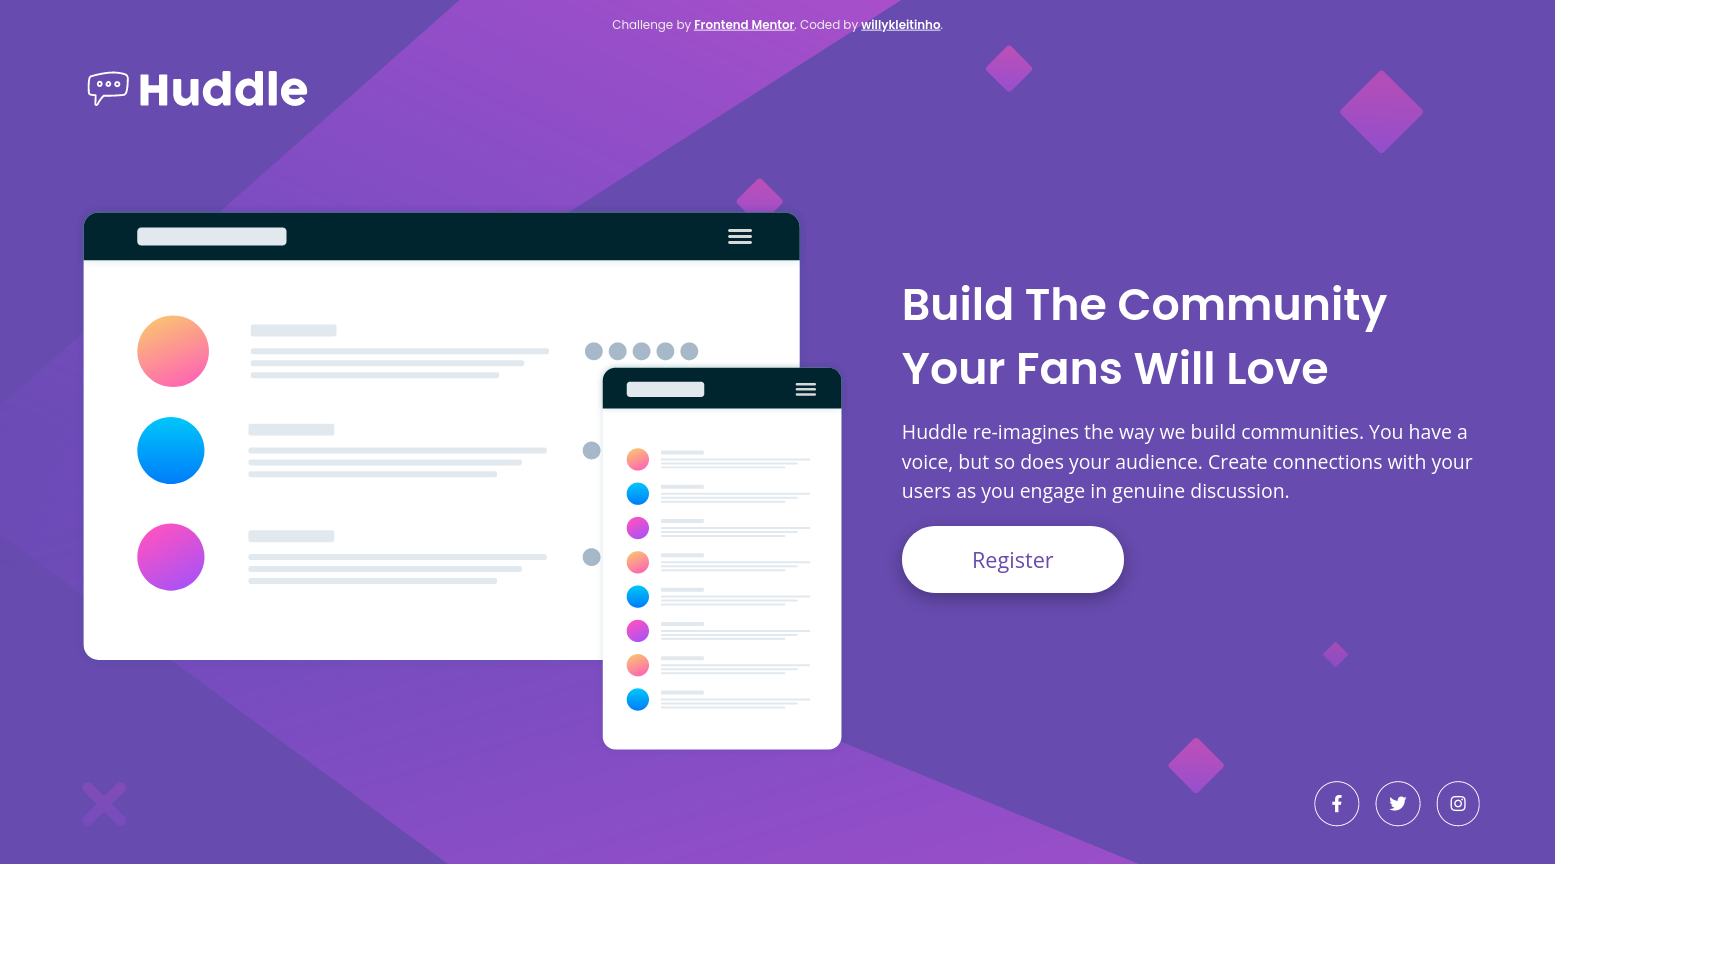 Challenge by Frontend Mentor. Coded by willykleitinho.
Huddle
Build The Community
Your Fans Will Love
Huddle re-imagines the way we build communities. You have a
voice, but so does your audience. Create connections with your
users as you engage in genuine discussion.
Register